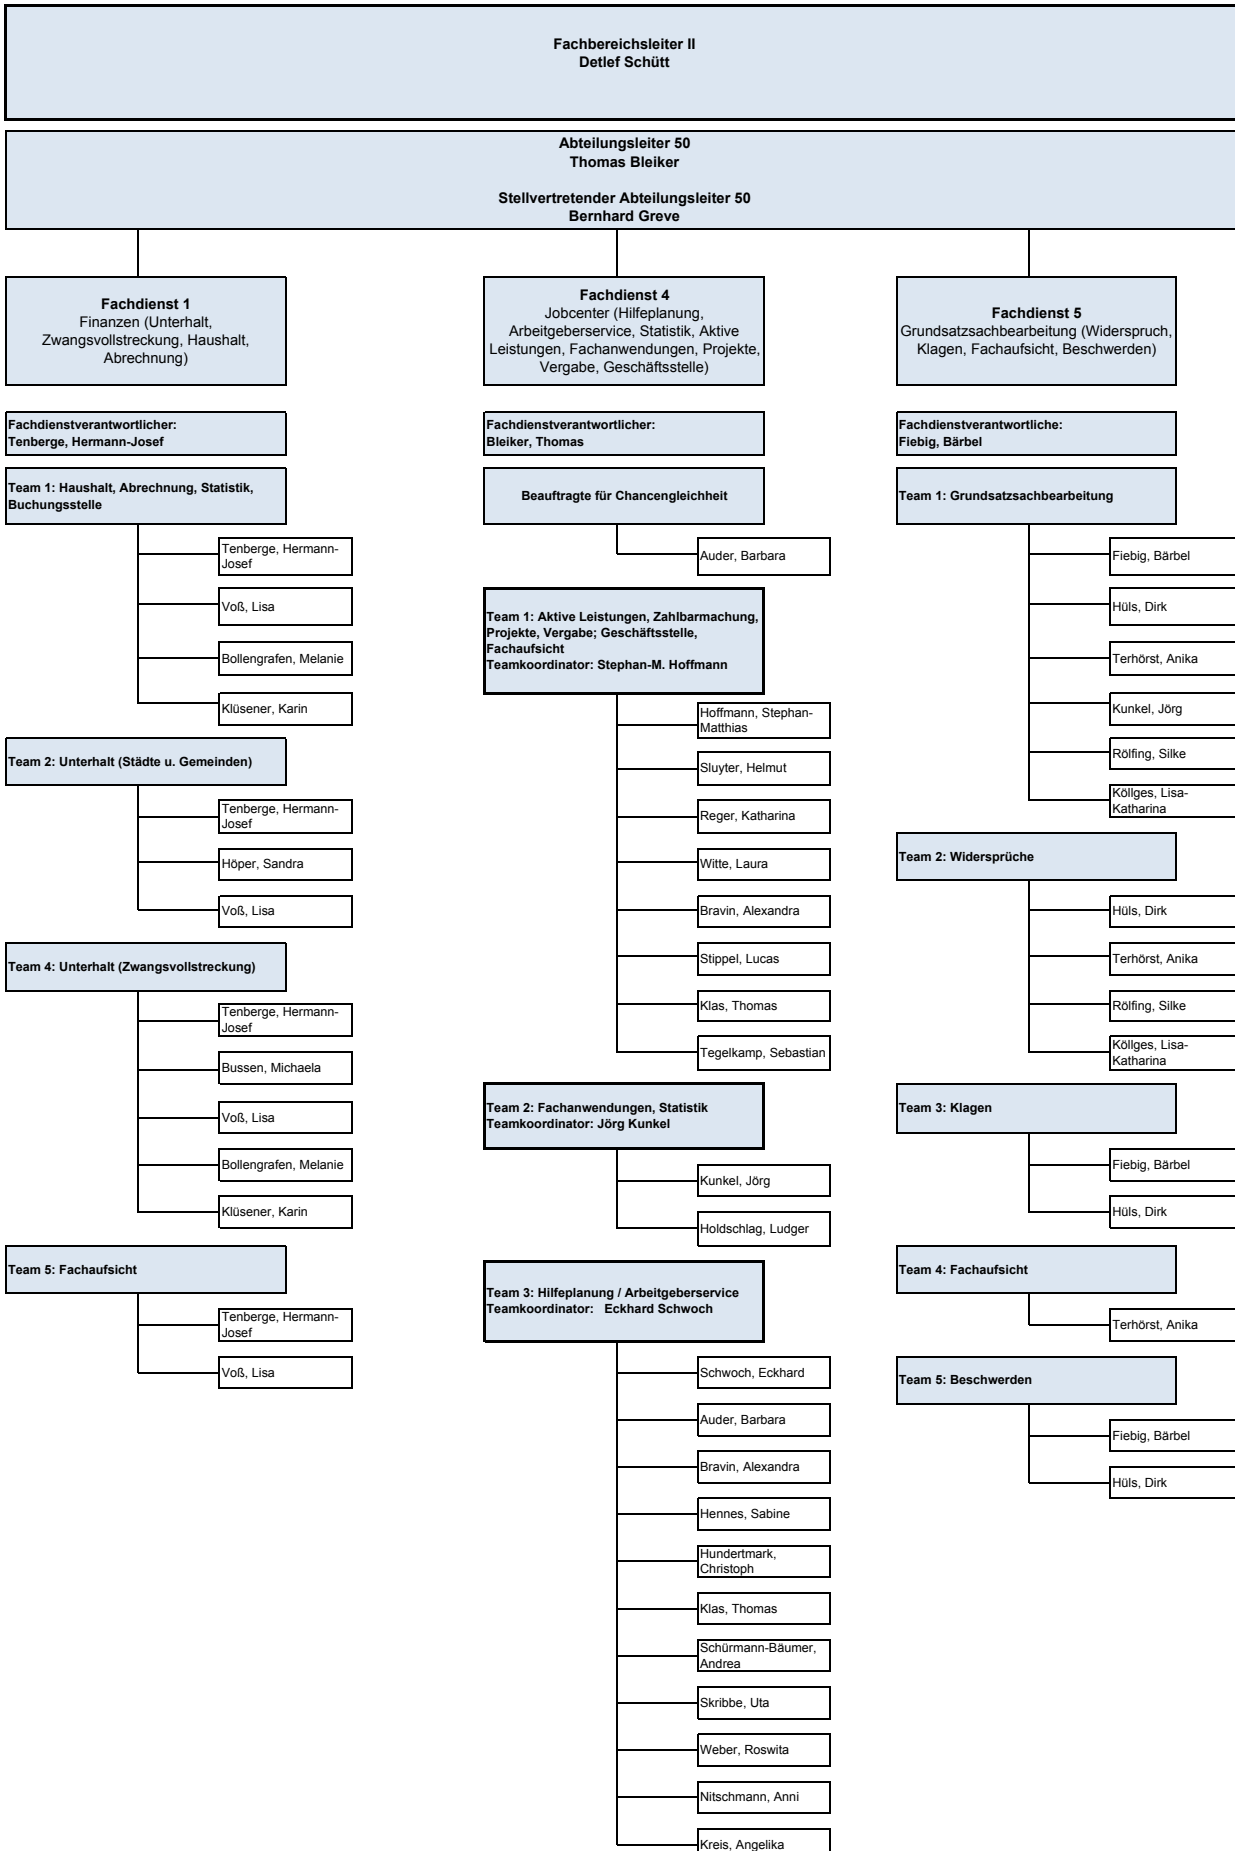 Fachbereichsleiter II
Detlef Schütt
Abteilungsleiter 50
Thomas Bleiker
Stellvertretender Abteilungsleiter 50
Bernhard Greve
Fachdienst 1
Finanzen (Unterhalt,
Zwangsvollstreckung, Haushalt,
Abrechnung)
Fachdienstverantwortlicher:
Tenberge, Hermann-Josef
Team 1: Haushalt, Abrechnung, Statistik,
Buchungsstelle
Tenberge, Hermann-
Josef
Voß, Lisa
Bollengrafen, Melanie
Klüsener, Karin
Team 2: Unterhalt (Städte u. Gemeinden)
Tenberge, Hermann-
Josef
Höper, Sandra
Voß, Lisa
Team 4: Unterhalt (Zwangsvollstreckung)
Tenberge, Hermann-
Josef
Bussen, Michaela
Voß, Lisa
Bollengrafen, Melanie
Klüsener, Karin
Team 5: Fachaufsicht
Tenberge, Hermann-
Josef
Voß, Lisa
Fachdienst 4
Jobcenter (Hilfeplanung,
Arbeitgeberservice, Statistik, Aktive
Leistungen, Fachanwendungen, Projekte,
Vergabe, Geschäftsstelle)
Fachdienstverantwortlicher:
Bleiker, Thomas
Beauftragte für Chancengleichheit
Auder, Barbara
Team 1: Aktive Leistungen, Zahlbarmachung,
Projekte, Vergabe; Geschäftsstelle,
Fachaufsicht
Teamkoordinator: Stephan-M. Hoffmann
Hoffmann, Stephan-
Matthias
Sluyter, Helmut
Reger, Katharina
Witte, Laura
Bravin, Alexandra
Stippel, Lucas
Klas, Thomas
Tegelkamp, Sebastian
Team 2: Fachanwendungen, Statistik
Teamkoordinator: Jörg Kunkel
Kunkel, Jörg
Holdschlag, Ludger
Team 3: Hilfeplanung / Arbeitgeberservice
Teamkoordinator: Eckhard Schwoch
Schwoch, Eckhard
Auder, Barbara
Bravin, Alexandra
Hennes, Sabine
Hundertmark,
Christoph
Klas, Thomas
Schürmann-Bäumer,
Andrea
Skribbe, Uta
Weber, Roswita
Nitschmann, Anni
Kreis, Angelika
Fachdienst 5
Grundsatzsachbearbeitung (Widerspruch,
Klagen, Fachaufsicht, Beschwerden)
Fachdienstverantwortliche:
Fiebig, Bärbel
Team 1: Grundsatzsachbearbeitung
Fiebig, Bärbel
Hüls, Dirk
Terhörst, Anika
Kunkel, Jörg
Rölfing, Silke
Köllges, Lisa-
Katharina
Team 2: Widersprüche
Hüls, Dirk
Terhörst, Anika
Rölfing, Silke
Köllges, Lisa-
Katharina
Team 3: Klagen
Fiebig, Bärbel
Hüls, Dirk
Team 4: Fachaufsicht
Terhörst, Anika
Team 5: Beschwerden
Fiebig, Bärbel
Hüls, Dirk